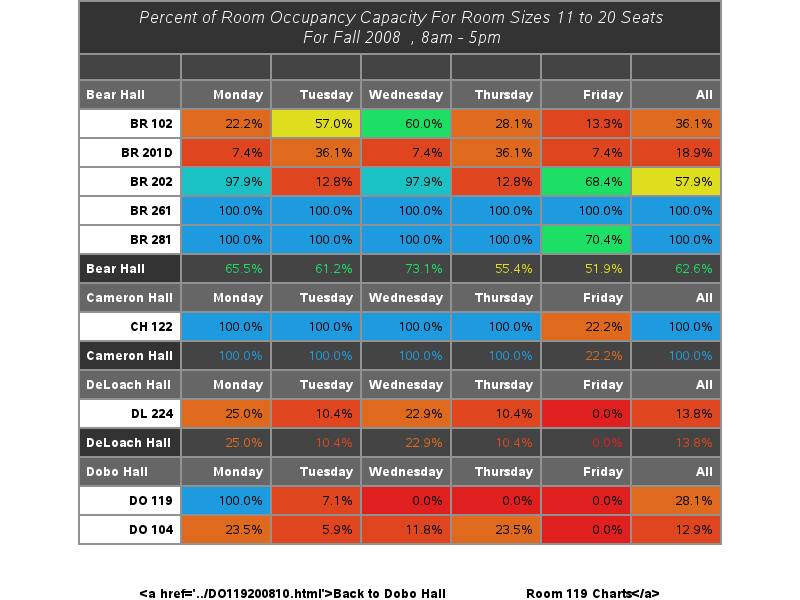 Percent of Room Occupancy Capacity For Room Sizes 11 to 20 Seats
For Fall 2008 , 8am - 5pm
Bear Hall Monday Tuesday Wednesday Thursday Friday All
BR 102 22.2% 57.0% 60.0% 28.1% 13.3% 36.1%
BR 201D 7.4% 36.1% 7.4% 36.1% 7.4% 18.9%
BR 202 97.9% 12.8% 97.9% 12.8% 68.4% 57.9%
BR 261 100.0% 100.0% 100.0% 100.0% 100.0% 100.0%
BR 281 100.0% 100.0% 100.0% 100.0% 70.4% 100.0%
Bear Hall 65.5% 61.2% 73.1% 55.4% 51.9% 62.6%
Cameron Hall Monday Tuesday Wednesday Thursday Friday All
CH 122 100.0% 100.0% 100.0% 100.0% 22.2% 100.0%
Cameron Hall 100.0% 100.0% 100.0% 100.0% 22.2% 100.0%
DeLoach Hall Monday Tuesday Wednesday Thursday Friday All
DL 224 25.0% 10.4% 22.9% 10.4% 0.0% 13.8%
DeLoach Hall 25.0% 10.4% 22.9% 10.4% 0.0% 13.8%
Dobo Hall Monday Tuesday Wednesday Thursday Friday All
DO 119 100.0% 7.1% 0.0% 0.0% 0.0% 28.1%
DO 104 23.5% 5.9% 11.8% 23.5% 0.0% 12.9%
<a href='../DO119200810.html'>Back to Dobo Hall Room 119 Charts</a>